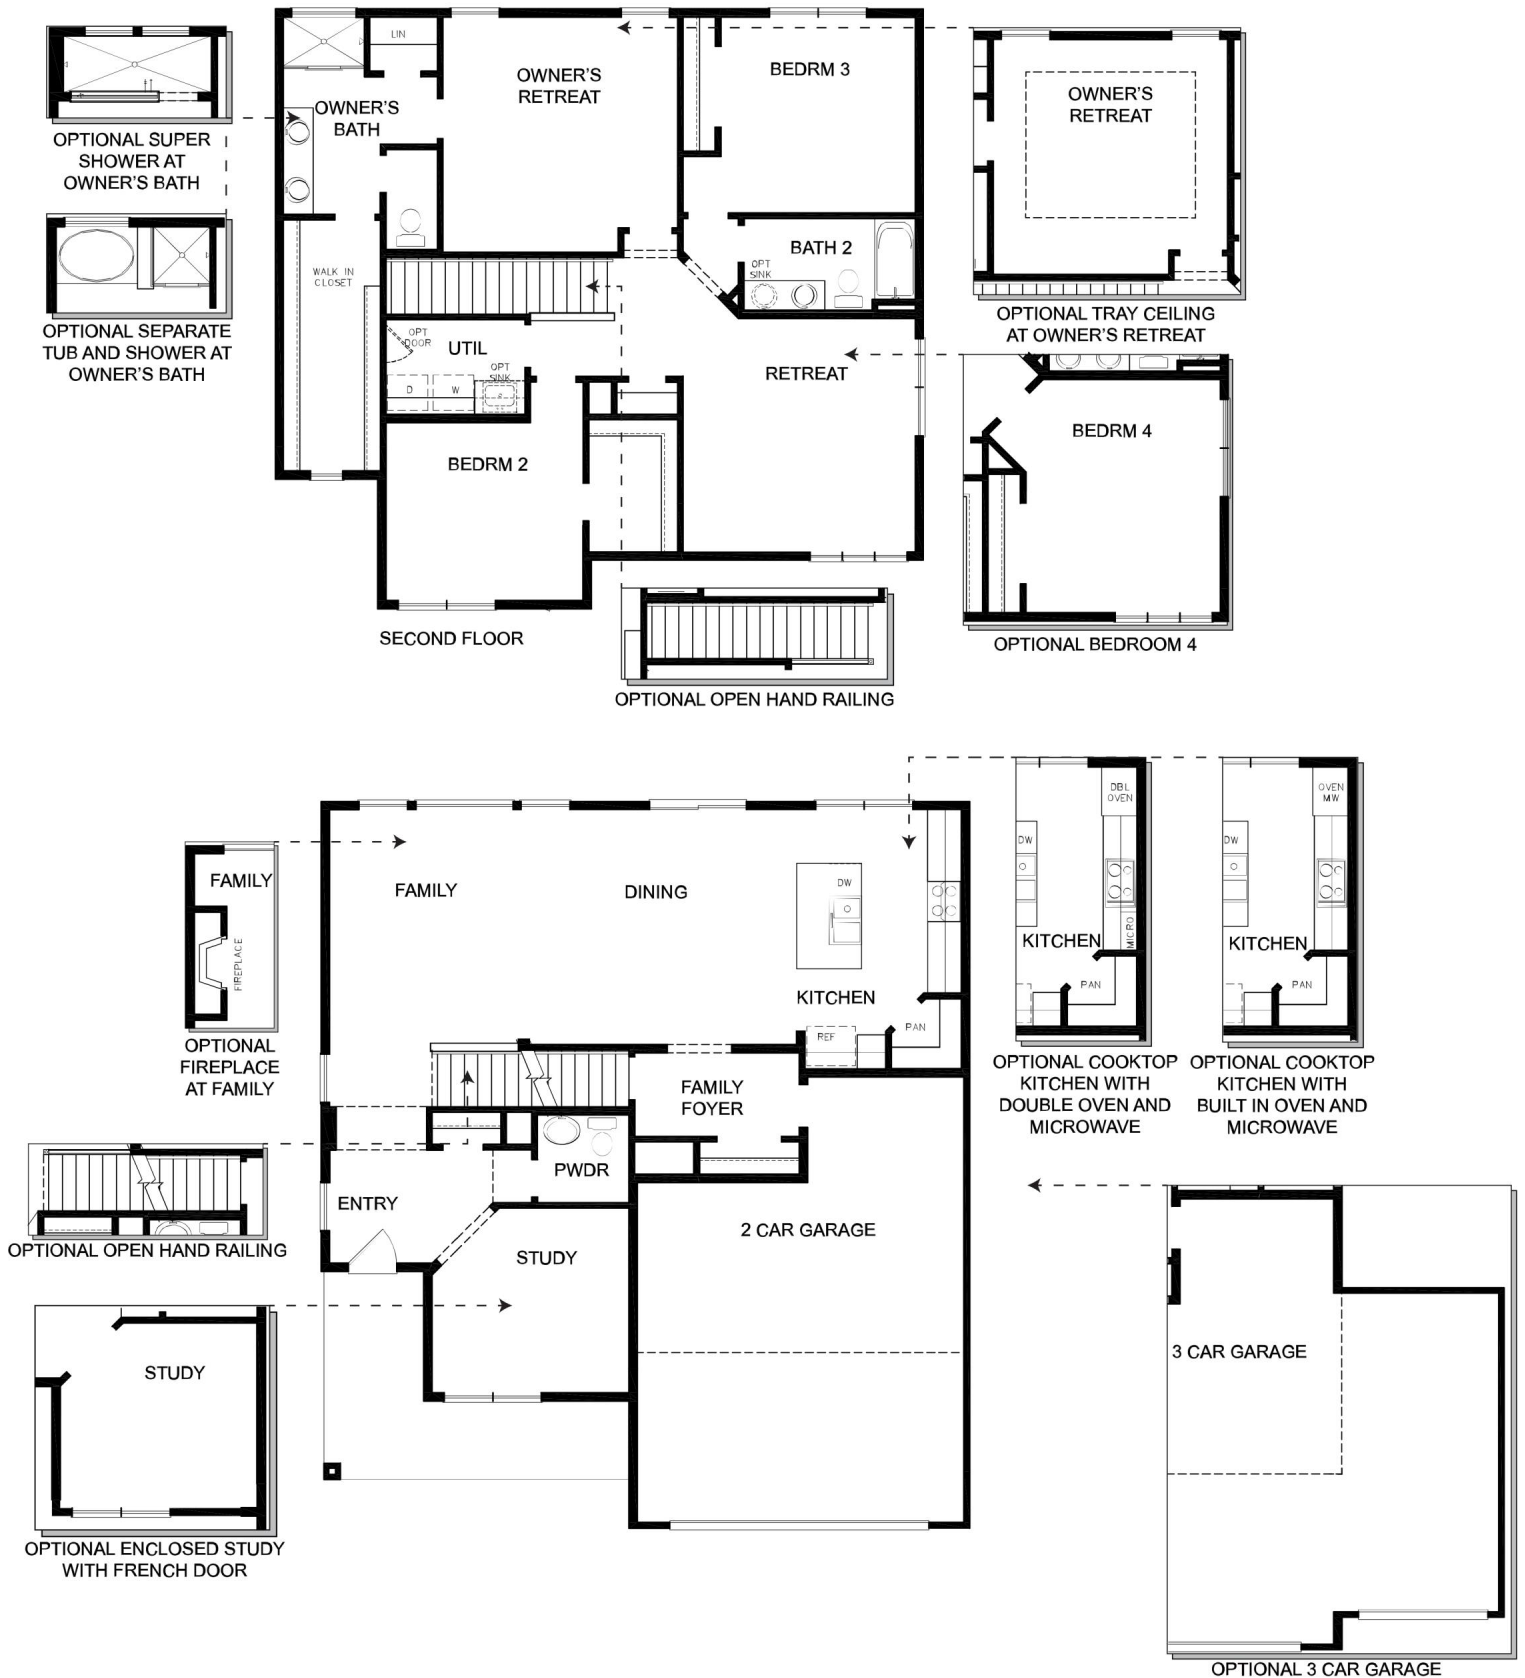 LIN
OWNER'S
RETREAT
BEDRM 3
OWNER'S
BATH
OWNER'S
RETREAT
OPTIONAL SUPER
SHOWER AT
OWNER'S BATH
WALK IN
CLOSET
BATH 2
OPT
SINK
OPTIONAL SEPARATE
TUB AND SHOWER AT
OWNER'S BATH
OPTIONAL TRAY CEILING
AT OWNER'S RETREAT
OPT
DOOR
UTIL
OPT
SINK
D
W
RETREAT
BEDRM 4
BEDRM 2
SECOND FLOOR
OPTIONAL BEDROOM 4
OPTIONAL OPEN HAND RAILING
FAMILY
FIREPLACE
OPTIONAL
FIREPLACE
AT FAMILY
FAMILY
DINING
DW
KITCHEN
REF
PAN
DBL
OVEN
DW
KITCHEN
MICRO
PAN
OPTIONAL COOKTOP
KITCHEN WITH
DOUBLE OVEN AND
MICROWAVE
OVEN
MW
DW
KITCHEN
PAN
OPTIONAL COOKTOP
KITCHEN WITH
BUILT IN OVEN AND
MICROWAVE
FAMILY
FOYER
PWDR
ENTRY
OPTIONAL OPEN HAND RAILING
STUDY
2 CAR GARAGE
STUDY
OPTIONAL ENCLOSED STUDY
WITH FRENCH DOOR
3 CAR GARAGE
OPTIONAL 3 CAR GARAGE